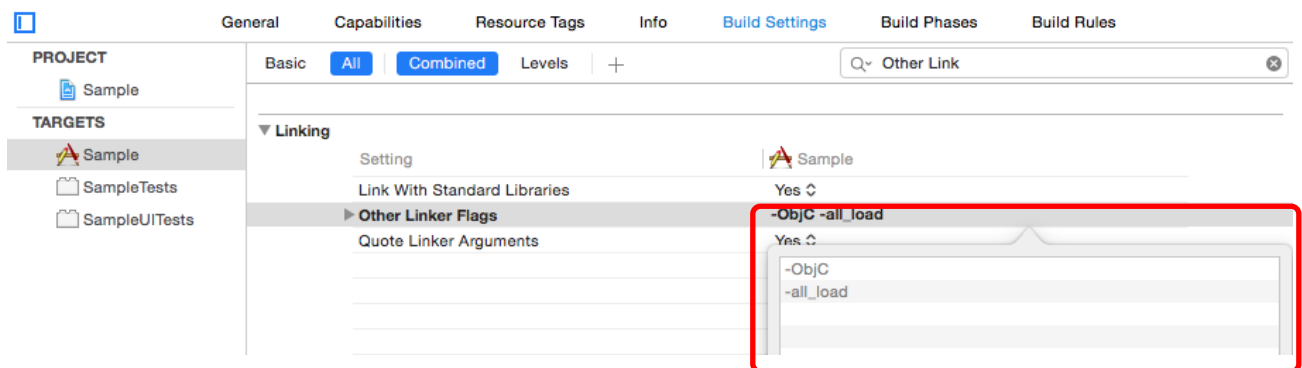 General Capabilities Resource Tags Info Build Settings Build Phases Build Rules
PROJECT
Basic All Combined Levels + Other Link
Sample
TARGETS
Linking
Sample
Setting Sample
SampleTests
Link With Standard Libraries Yes
SampleUITests
Other Linker Flags -ObjC -all_load
Quote Linker Arguments Yes
-ObjC
-all_load